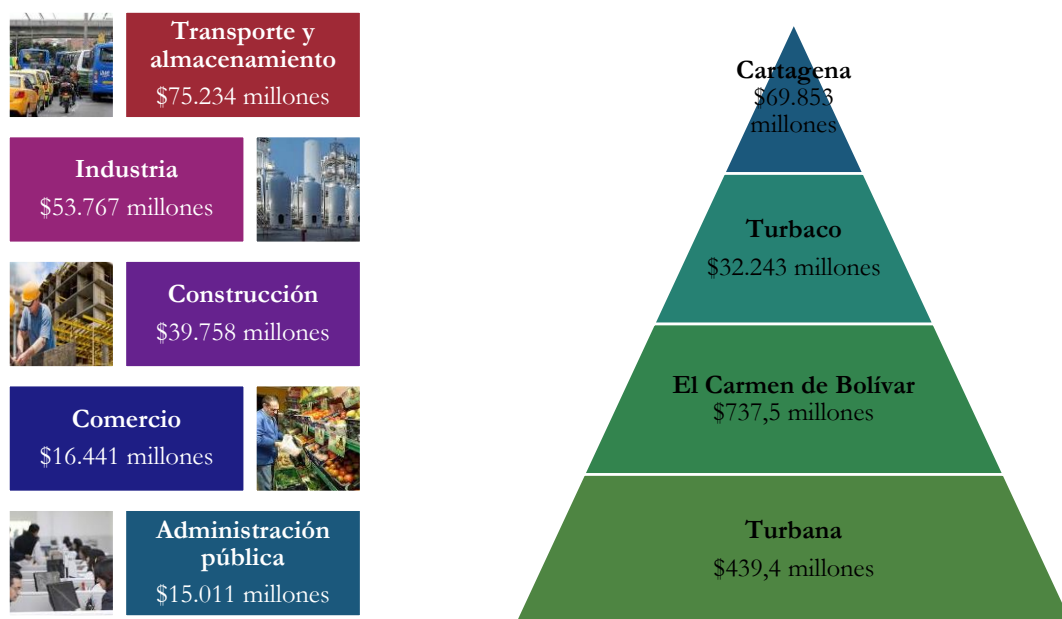 Transporte y
almacenamiento
$75.234 millones
Industria
$53.767 millones
Construcción
$39.758 millones
Comercio
$16.441 millones
Administración
pública
$15.011 millones
Cartagena
$69.853
millones
Turbaco
$32.243 millones
El Carmen de Bolívar
$737,5 millones
Turbana
$439,4 millones